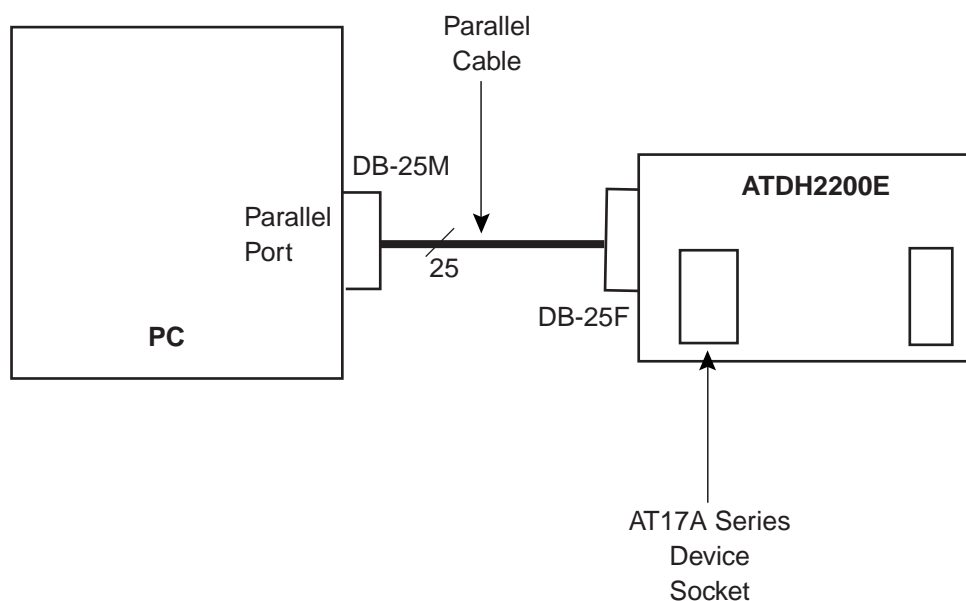 Parallel
Cable
DB-25M
ATDH2200E
Parallel
Port
25
DB-25F
PC
AT17A Series
Device
Socket